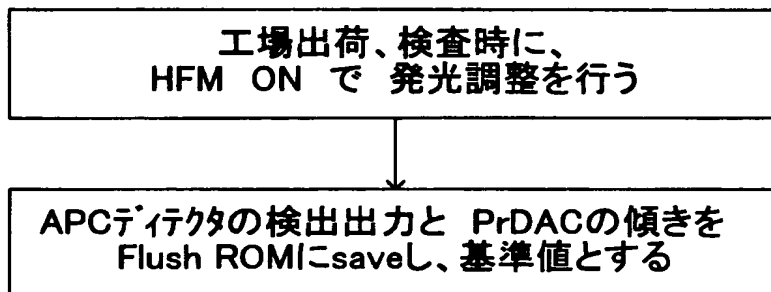 工場出荷、検査時に、
HFM ON で 発光調整を行う
APCディテクタの検出出力と PrDACの傾きを
Flush ROMにsaveし、基準値とする